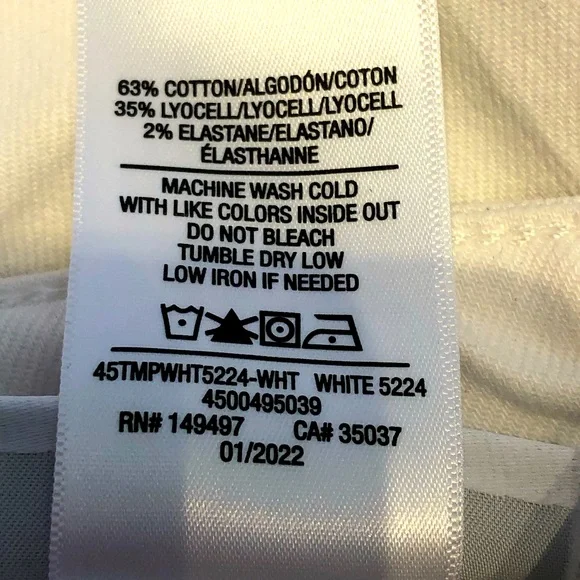 63% COTTON/ALGODÓN/COTON
35% LYOCELL/LYOCELL/LYOCELL
2% ELASTANE/ELASTANO/
ÉLASTHANNE
MACHINE WASH COLD
WITH LIKE COLORS INSIDE OUT
DO NOT BLEACH
TUMBLE DRY LOW
LOW IRON IF NEEDED
45TMPWHT5224-WHT WHITE 5224
4500495039
RN# 149497 CA# 35037
01/2022